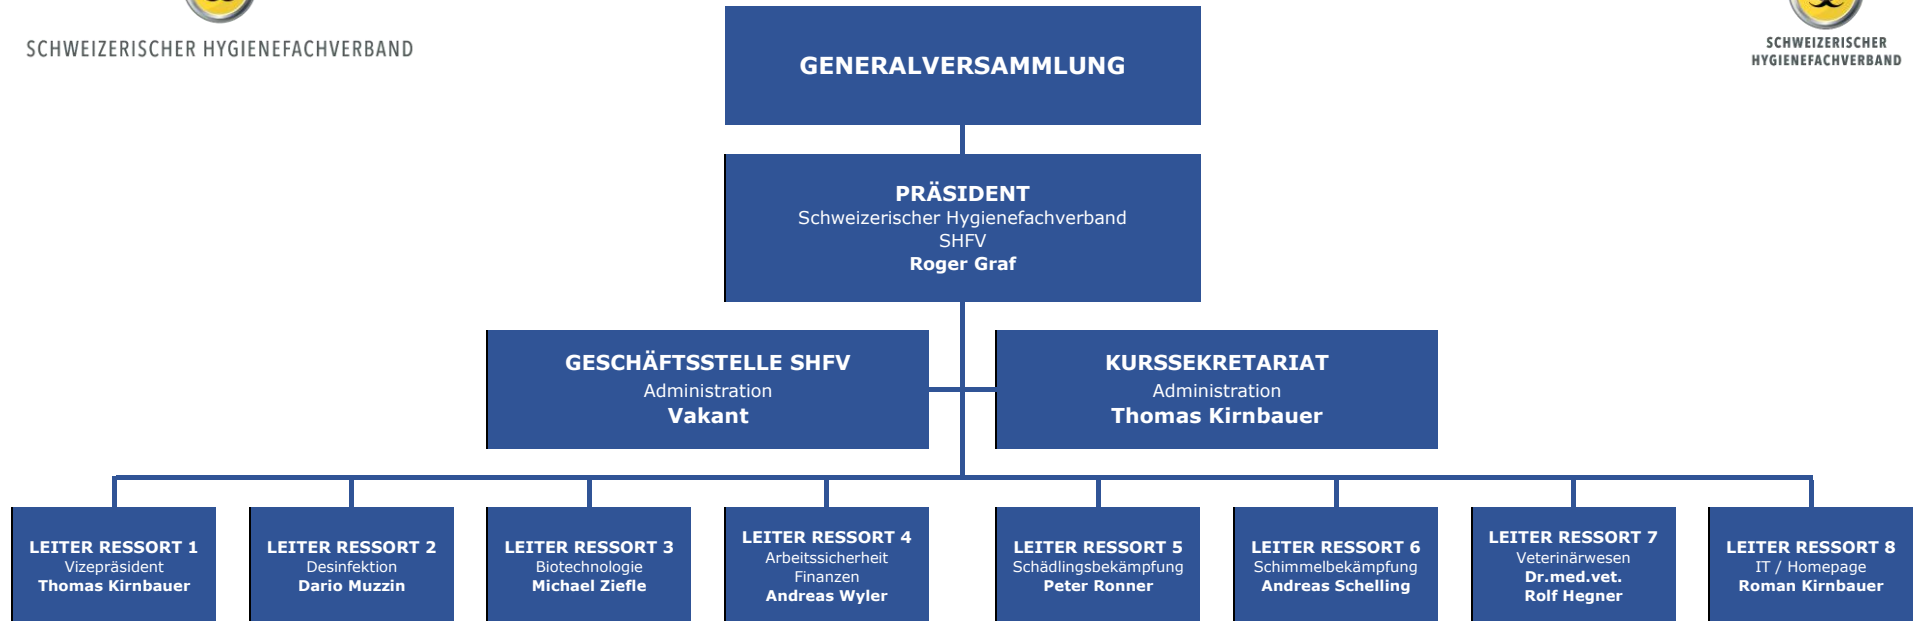 SCHWEIZERISCHER HYGIENEFACHVERBAND
SCHWEIZERISCHER
HYGIENEFACHVERBAND
GENERALVERSAMMLUNG
PRÄSIDENT
Schweizerischer Hygienefachverband
SHFV
Roger Graf
GESCHÄFTSSTELLE SHFV
Administration
Vakant
KURSSEKRETARIAT
Administration
Thomas Kirnbauer
LEITER RESSORT 1
Vizepräsident
Thomas Kirnbauer
LEITER RESSORT 2
Desinfektion
Dario Muzzin
LEITER RESSORT 3
Biotechnologie
Michael Ziefle
LEITER RESSORT 4
Arbeitssicherheit
Finanzen
Andreas Wyler
LEITER RESSORT 5
Schädlingsbekämpfung
Peter Ronner
LEITER RESSORT 6
Schimmelbekämpfung
Andreas Schelling
LEITER RESSORT 7
Veterinärwesen
Dr.med.vet.
Rolf Hegner
LEITER RESSORT 8
IT / Homepage
Roman Kirnbauer